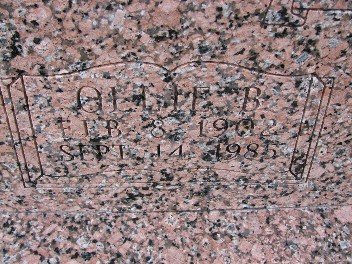 OLLIE B.
FEB. 8, 1902
SEPT. 14, 1985